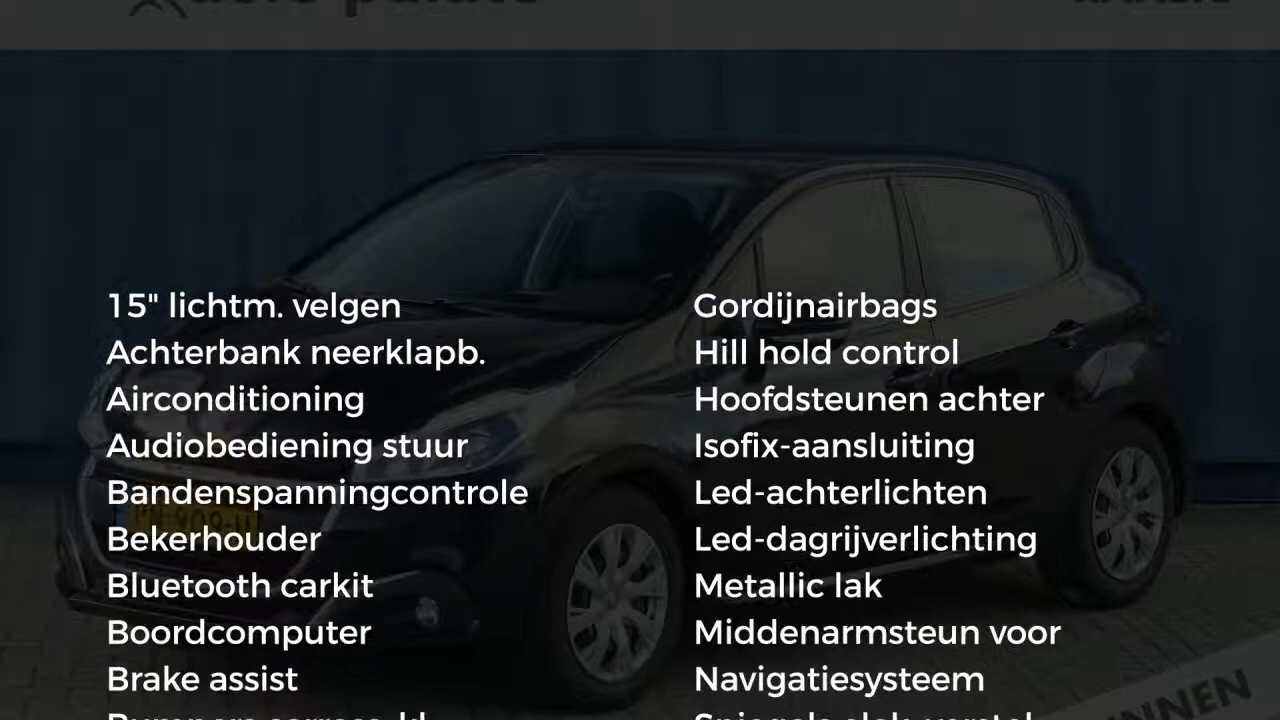 15" lichtm. velgen
Achterbank neerklapb.
Airconditioning
Audiobediening stuur
Bandenspanningcontrole
Bekerhouder
Bluetooth carkit
Boordcomputer
Brake assist
Gordijnairbags
Hill hold control
Hoofdsteunen achter
Isofix-aansluiting
Led-achterlichten
Led-dagrijverlichting
Metallic lak
Middenarmsteun voor
Navigatiesysteem